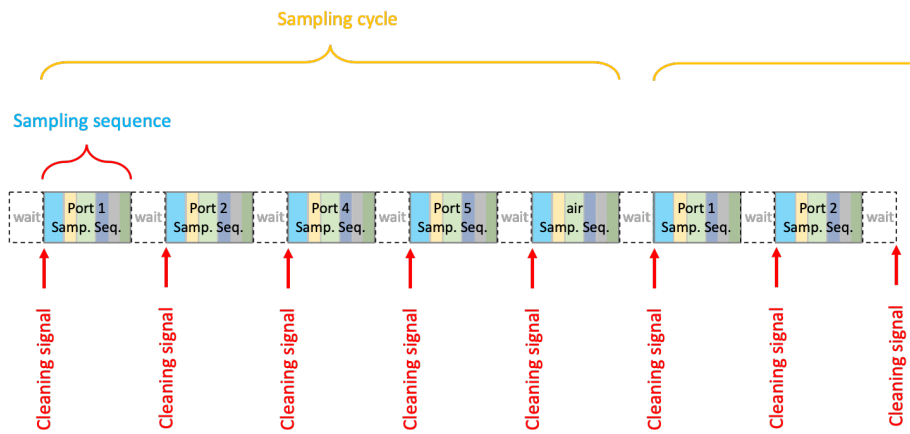 Sampling cycle
Sampling sequence
wait
Port 1
Samp. Seq.
wait
Port 2
Samp. Seq.
wait
Port 4
Samp. Seq.
wait
Port 5
Samp. Seq.
wait
air
Samp. Seq.
wait
Port 1
Samp. Seq.
wait
Port 2
Samp. Seq.
wait
Cleaning signal
Cleaning signal
Cleaning signal
Cleaning signal
Cleaning signal
Cleaning signal
Cleaning signal
Cleaning signal